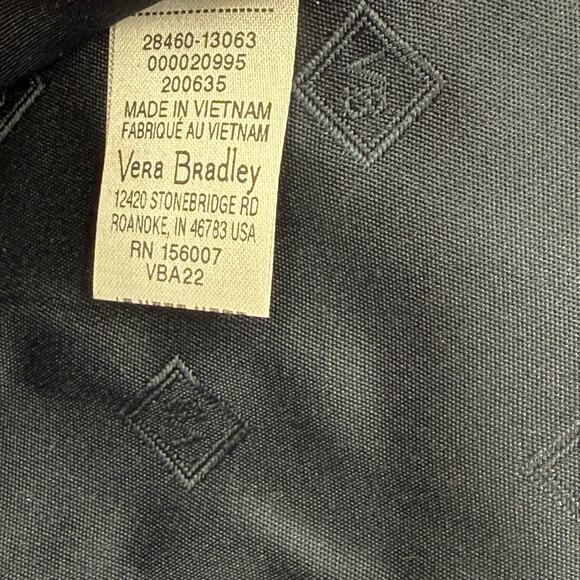 28460-13063
000020995
200635
MADE IN VIETNAM
FABRIQUÉ AU VIETNAM
Vera Bradley
12420 STONEBRIDGE RD
ROANOKE, IN 46783 USA
RN 156007
VBA22